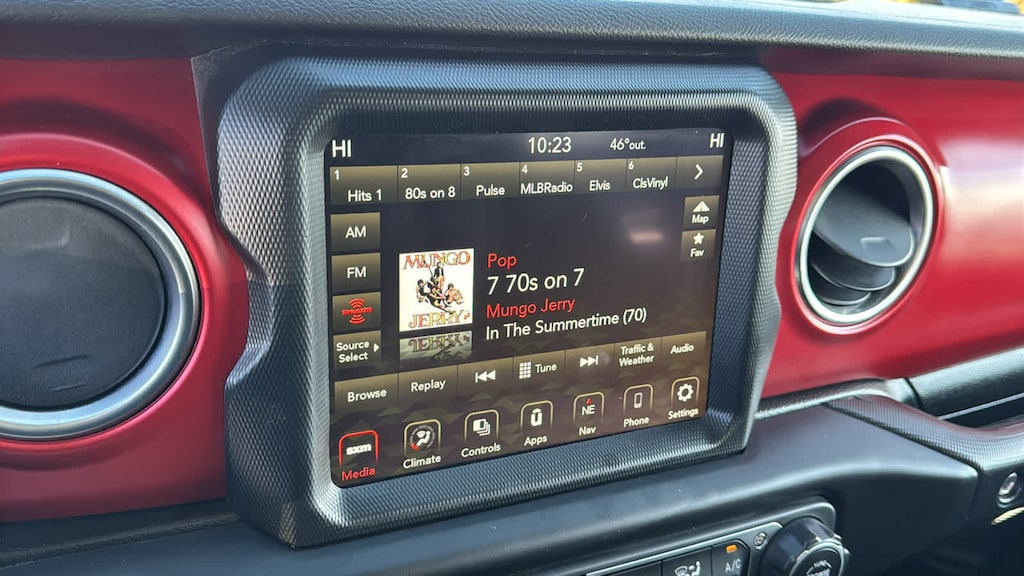 HI 10:23 46°out. HI
1 2 3 4 5 6
Hits 1 80s on 8 Pulse MLBRadio Elvis ClsVinyl
AM
Map
FM
Fav
siriusxm
MUNGO
JERRY
Pop
7 70s on 7
Mungo Jerry
In The Summertime (70)
Source
Select
Browse Replay Tune Traffic &
Weather Audio
sxm NE
Media Climate Controls Apps Nav Phone Settings
A/C